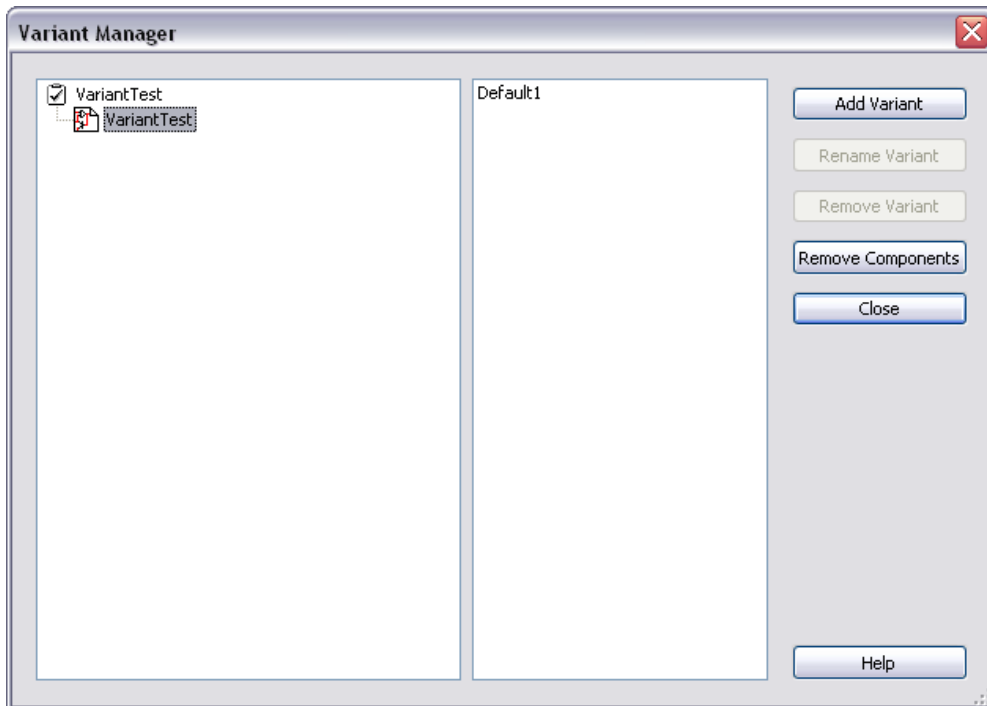 Variant Manager
VariantTest
VariantTest
Default1
Add Variant
Rename Variant
Remove Variant
Remove Components
Close
Help